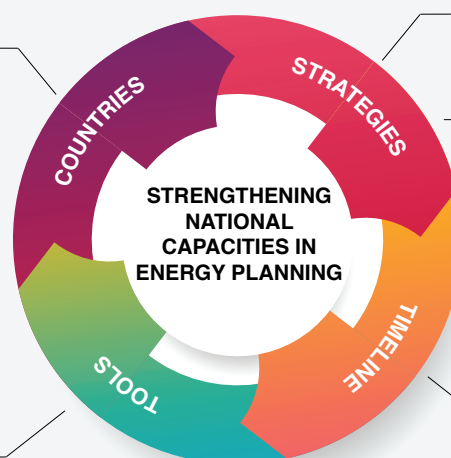 COUNTRIES
STRATEGIES
STRENGTHENING
NATIONAL
CAPACITIES IN
ENERGY PLANNING
TOOLS
TIMELINE